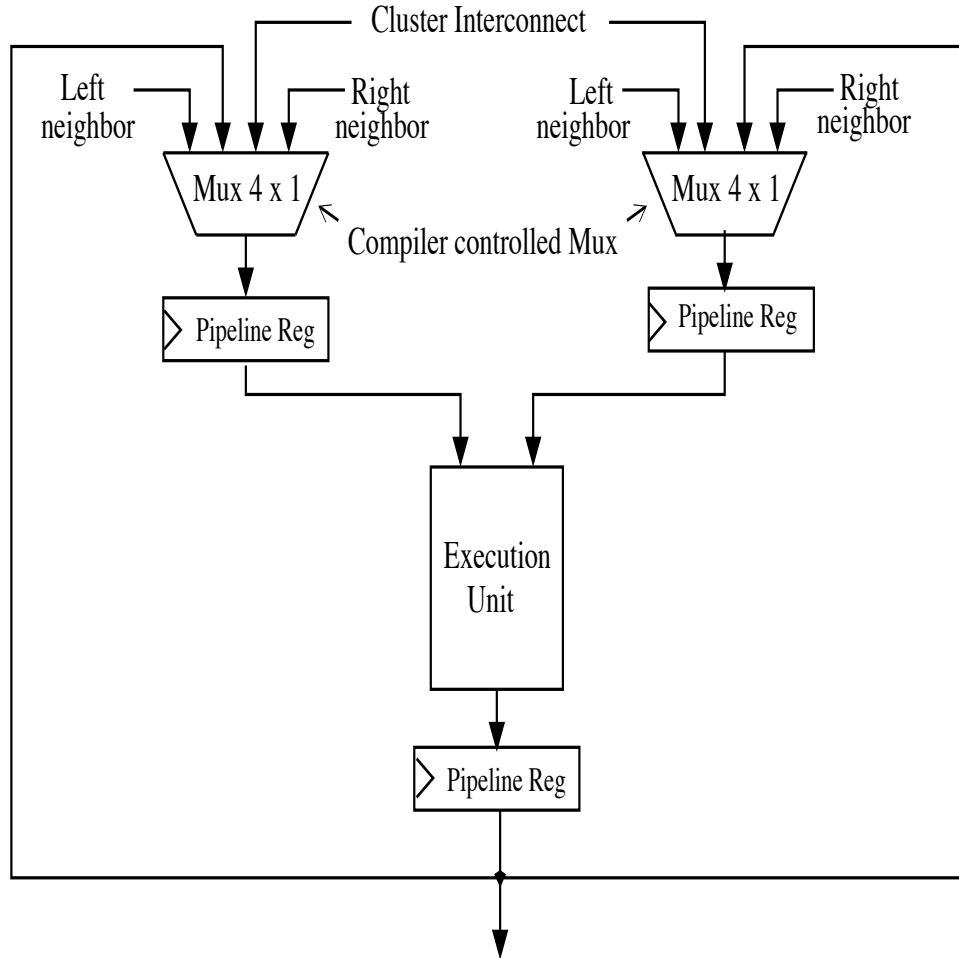 Cluster Interconnect
Left
neighbor
Right
neighbor
Left
neighbor
Right
neighbor
Mux 4 x 1
Mux 4 x 1
Compiler controlled Mux
Pipeline Reg
Pipeline Reg
Execution
Unit
Pipeline Reg